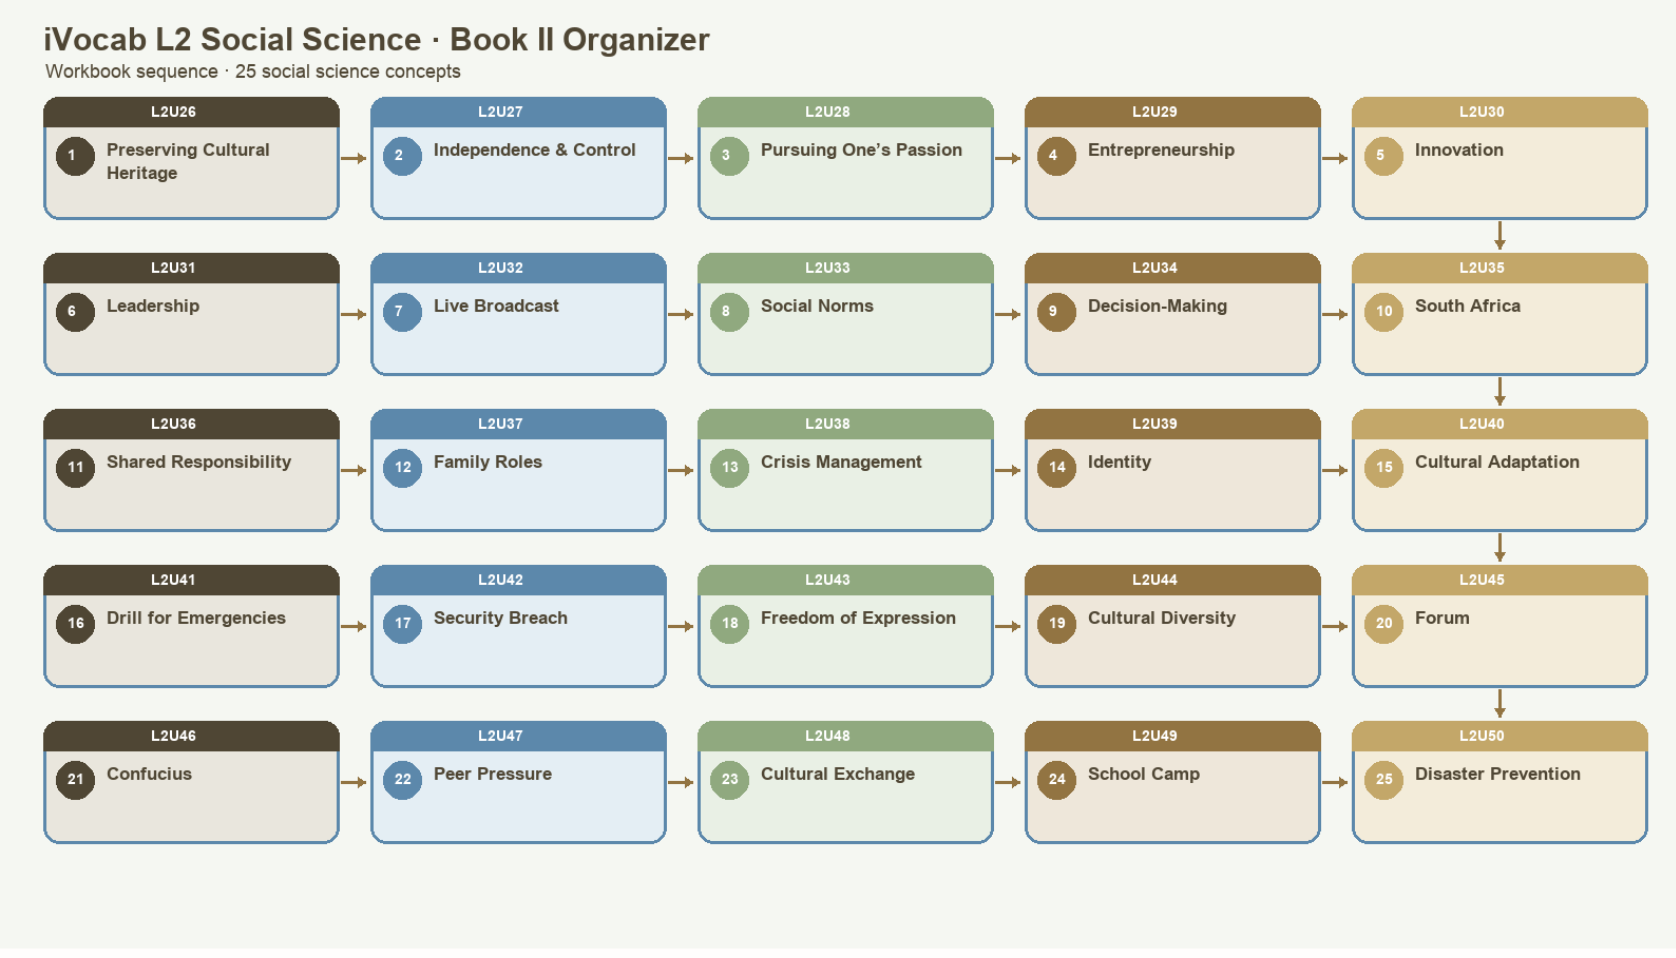 iVocab L2 Social Science · Book II Organizer
Workbook sequence · 25 social science concepts
L2U26
1
Preserving Cultural
Heritage
L2U27
2
Independence & Control
L2U28
3
Pursuing One’s Passion
L2U29
4
Entrepreneurship
L2U30
5
Innovation
L2U31
6
Leadership
L2U32
7
Live Broadcast
L2U33
8
Social Norms
L2U34
9
Decision-Making
L2U35
10
South Africa
L2U36
11
Shared Responsibility
L2U37
12
Family Roles
L2U38
13
Crisis Management
L2U39
14
Identity
L2U40
15
Cultural Adaptation
L2U41
16
Drill for Emergencies
L2U42
17
Security Breach
L2U43
18
Freedom of Expression
L2U44
19
Cultural Diversity
L2U45
20
Forum
L2U46
21
Confucius
L2U47
22
Peer Pressure
L2U48
23
Cultural Exchange
L2U49
24
School Camp
L2U50
25
Disaster Prevention